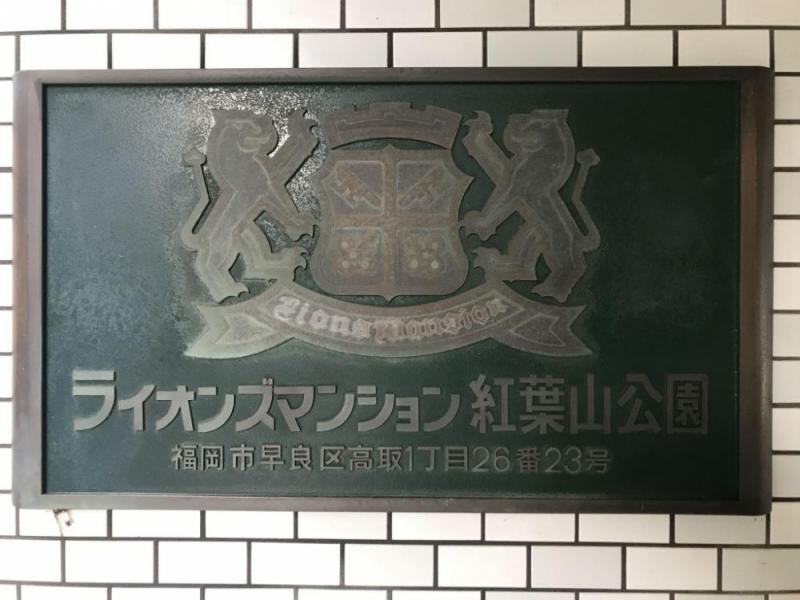 Lions Mansion
ライオンズマンション紅葉山公園
福岡市早良区高取1丁目26番23号